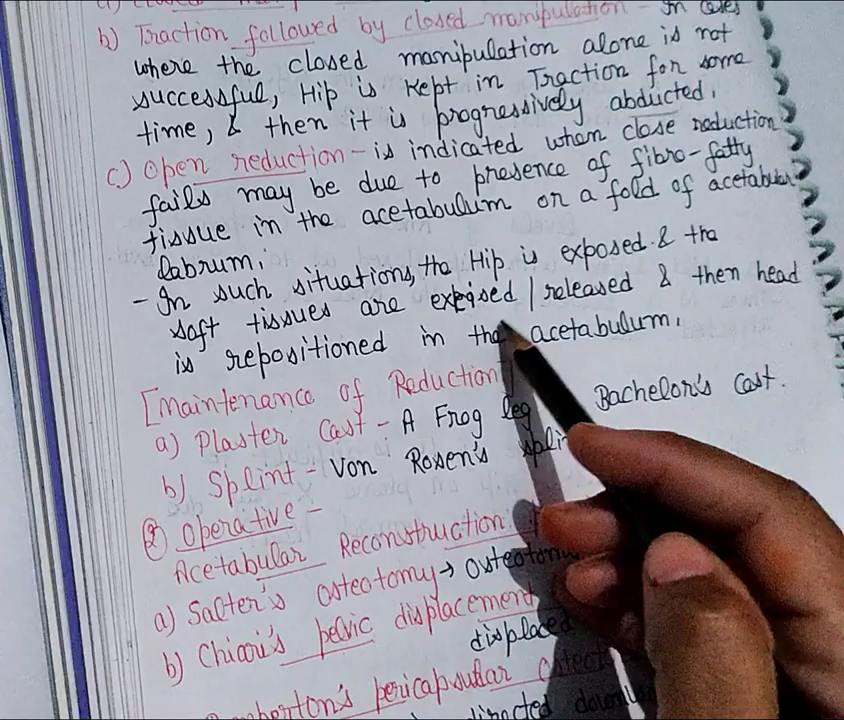 b) Traction followed by closed manipulation - In cases
where the closed manipulation alone is not
successful, Hip is kept in Traction for some
time, & then it is progressively abducted.
c) Open reduction - is indicated when close reduction
fails may be due to presence of fibro-fatty
tissue in the acetabulum or a fold of acetabular
labrum.
- In such situations, the Hip is exposed & the
soft tissues are excised / released & then head
is repositioned in the acetabulum.
[Maintenance of Reduction]
a) Plaster Cast - A Frog leg Bachelor's Cast.
b) Splint - Von Rosen's
② Operative -
Acetabular Reconstruction
a) Salter's osteotomy → Osteotomy
b) Chiari's pelvic displacement
displaced
pericapsular
directed